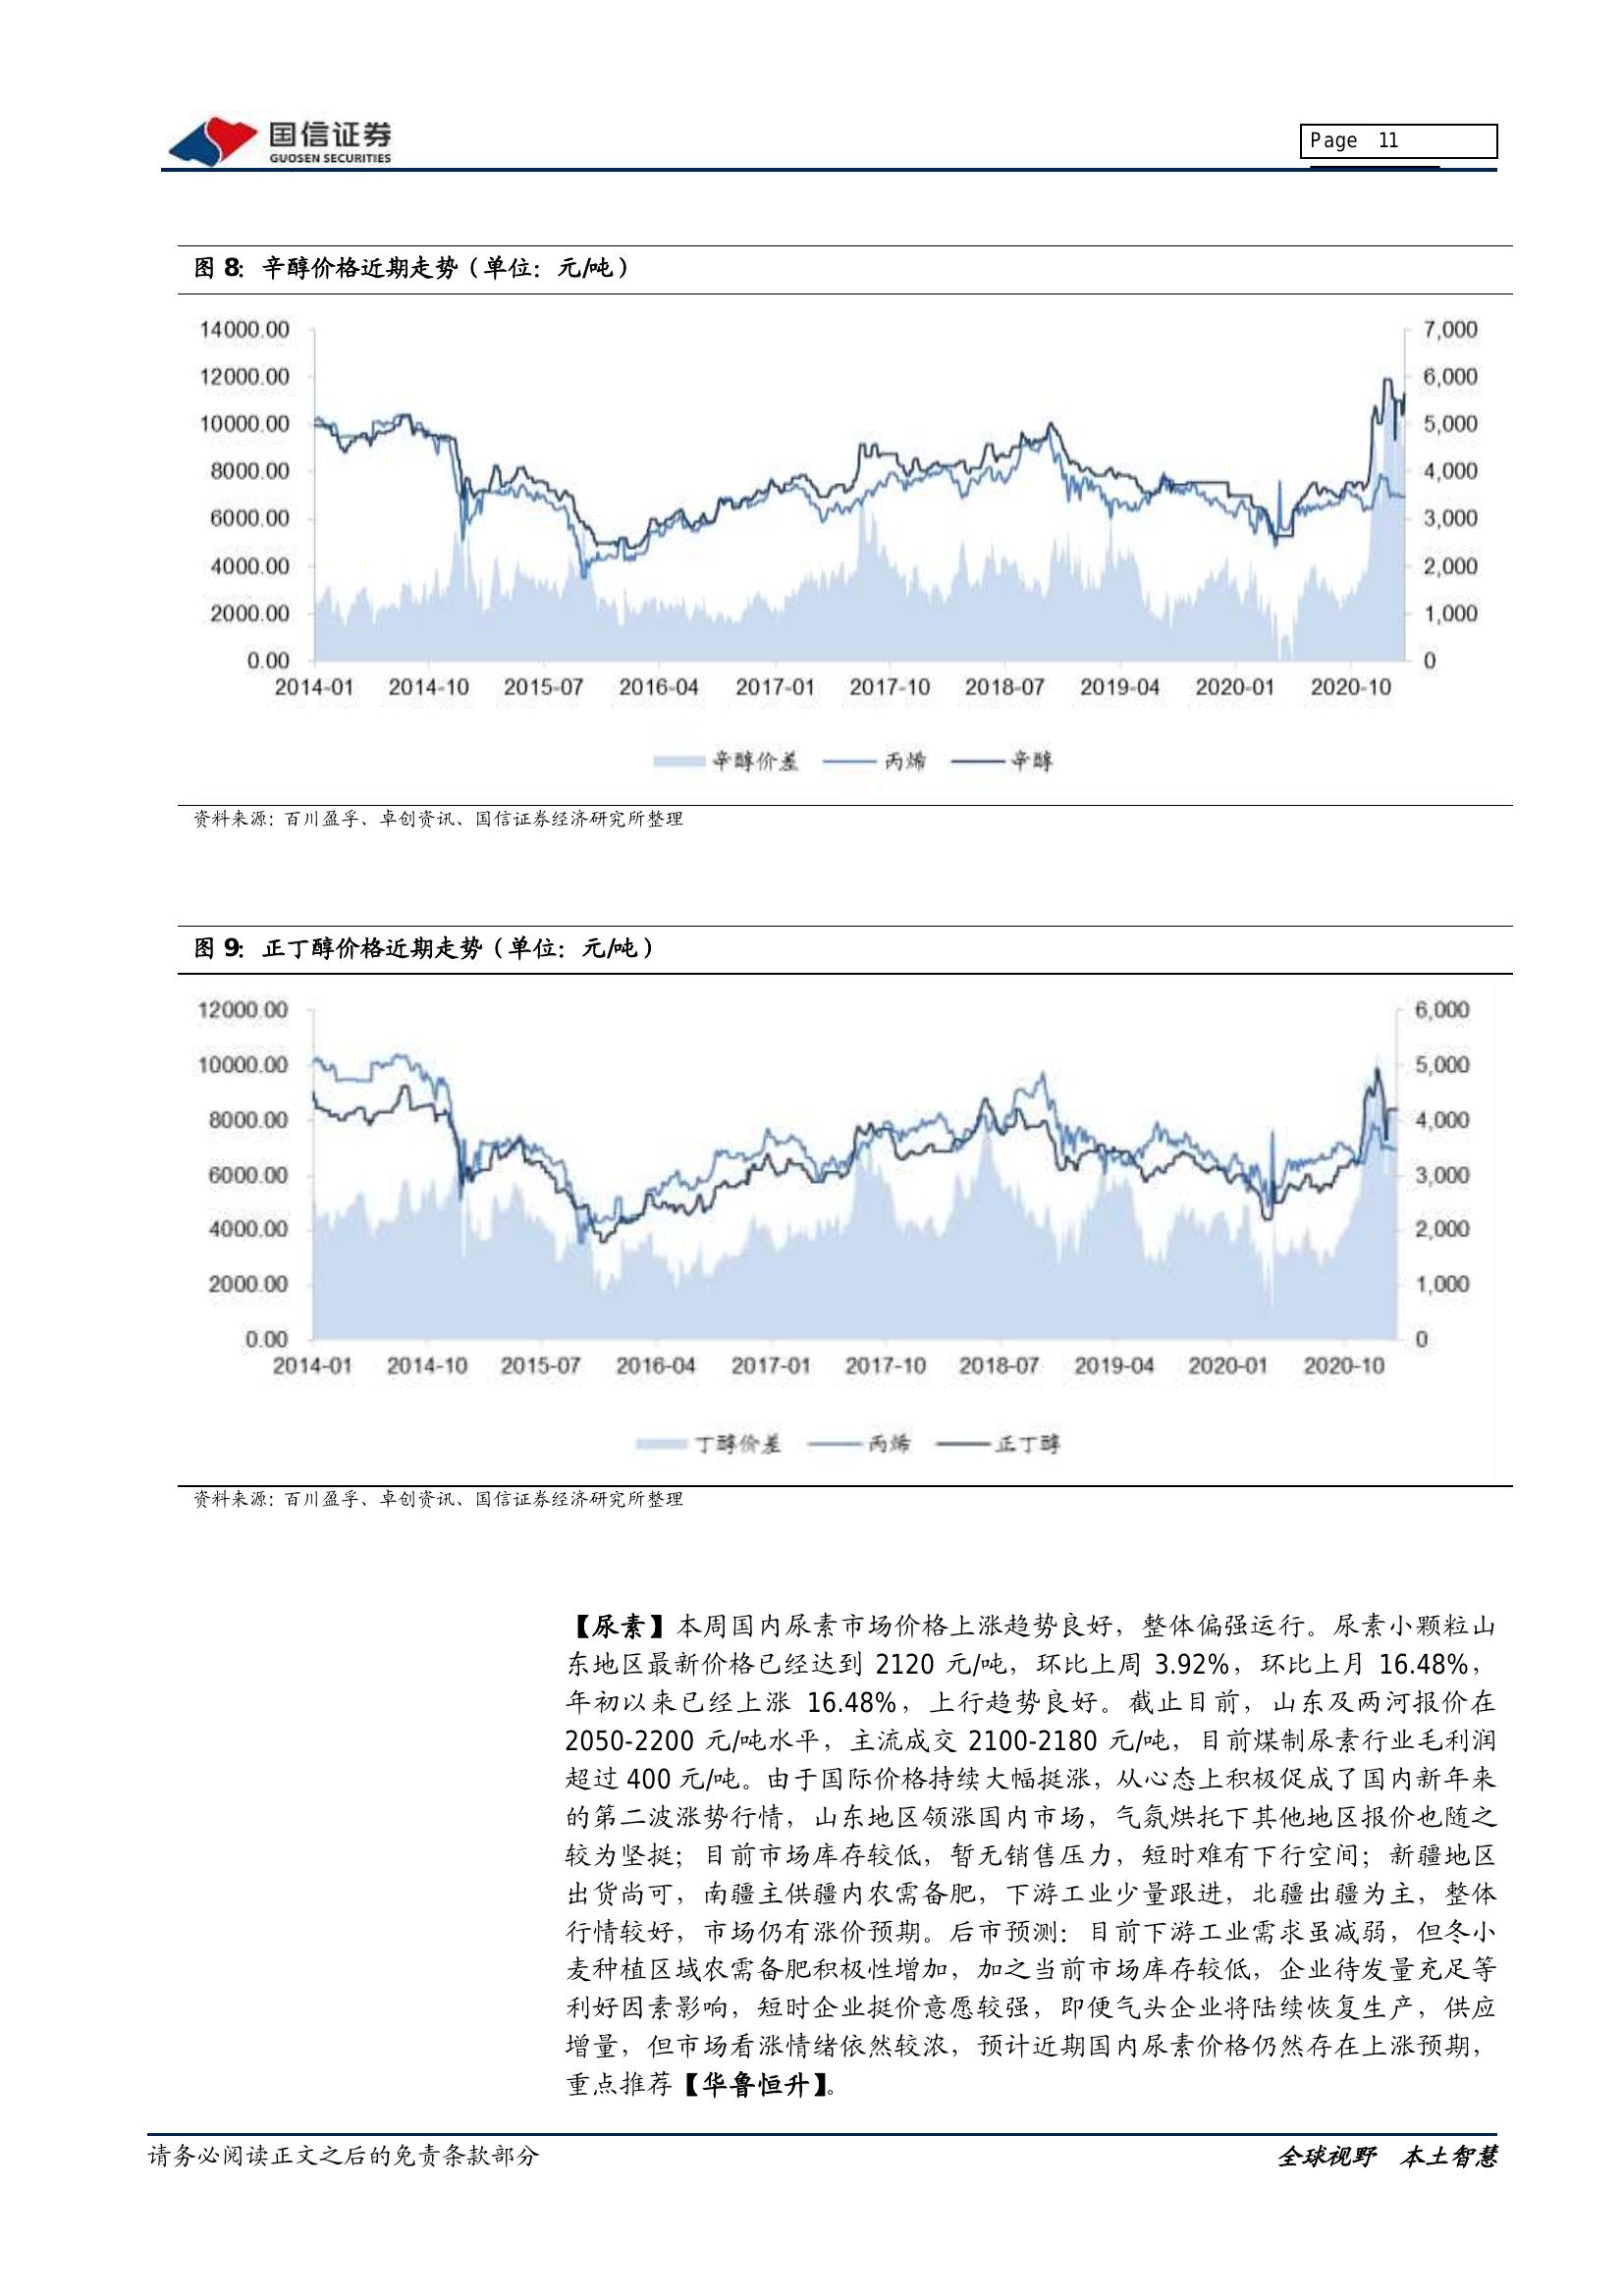 国信证券
GUOSEN SECURITIES
Page 11
图 8: 辛醇价格近期走势（单位：元/吨）
14000.00
12000.00
10000.00
8000.00
6000.00
4000.00
2000.00
0.00
7,000
6,000
5,000
4,000
3,000
2,000
1,000
0
2014-01 2014-10 2015-07 2016-04 2017-01 2017-10 2018-07 2019-04 2020-01 2020-10
辛醇价差 丙烯 辛醇
资料来源：百川盈孚、卓创资讯、国信证券经济研究所整理
图 9: 正丁醇价格近期走势（单位：元/吨）
12000.00
10000.00
8000.00
6000.00
4000.00
2000.00
0.00
6,000
5,000
4,000
3,000
2,000
1,000
0
2014-01 2014-10 2015-07 2016-04 2017-01 2017-10 2018-07 2019-04 2020-01 2020-10
丁醇价差 丙烯 正丁醇
资料来源：百川盈孚、卓创资讯、国信证券经济研究所整理
【尿素】本周国内尿素市场价格上涨趋势良好，整体偏强运行。尿素小颗粒山
东地区最新价格已经达到 2120 元/吨，环比上周 3.92%，环比上月 16.48%，
年初以来已经上涨 16.48%，上行趋势良好。截止目前，山东及两河报价在
2050-2200 元/吨水平，主流成交 2100-2180 元/吨，目前煤制尿素行业毛利润
超过 400 元/吨。由于国际价格持续大幅挺涨，从心态上积极促成了国内新年来
的第二波涨势行情，山东地区领涨国内市场，气氛烘托下其他地区报价也随之
较为坚挺；目前市场库存较低，暂无销售压力，短时难有下行空间；新疆地区
出货尚可，南疆主供疆内农需备肥，下游工业少量跟进，北疆出疆为主，整体
行情较好，市场仍有涨价预期。后市预测：目前下游工业需求虽减弱，但冬小
麦种植区域农需备肥积极性增加，加之当前市场库存较低，企业待发量充足等
利好因素影响，短时企业挺价意愿较强，即便气头企业将陆续恢复生产，供应
增量，但市场看涨情绪依然较浓，预计近期国内尿素价格仍然存在上涨预期，
重点推荐【华鲁恒升】。
请务必阅读正文之后的免责条款部分
全球视野 本土智慧